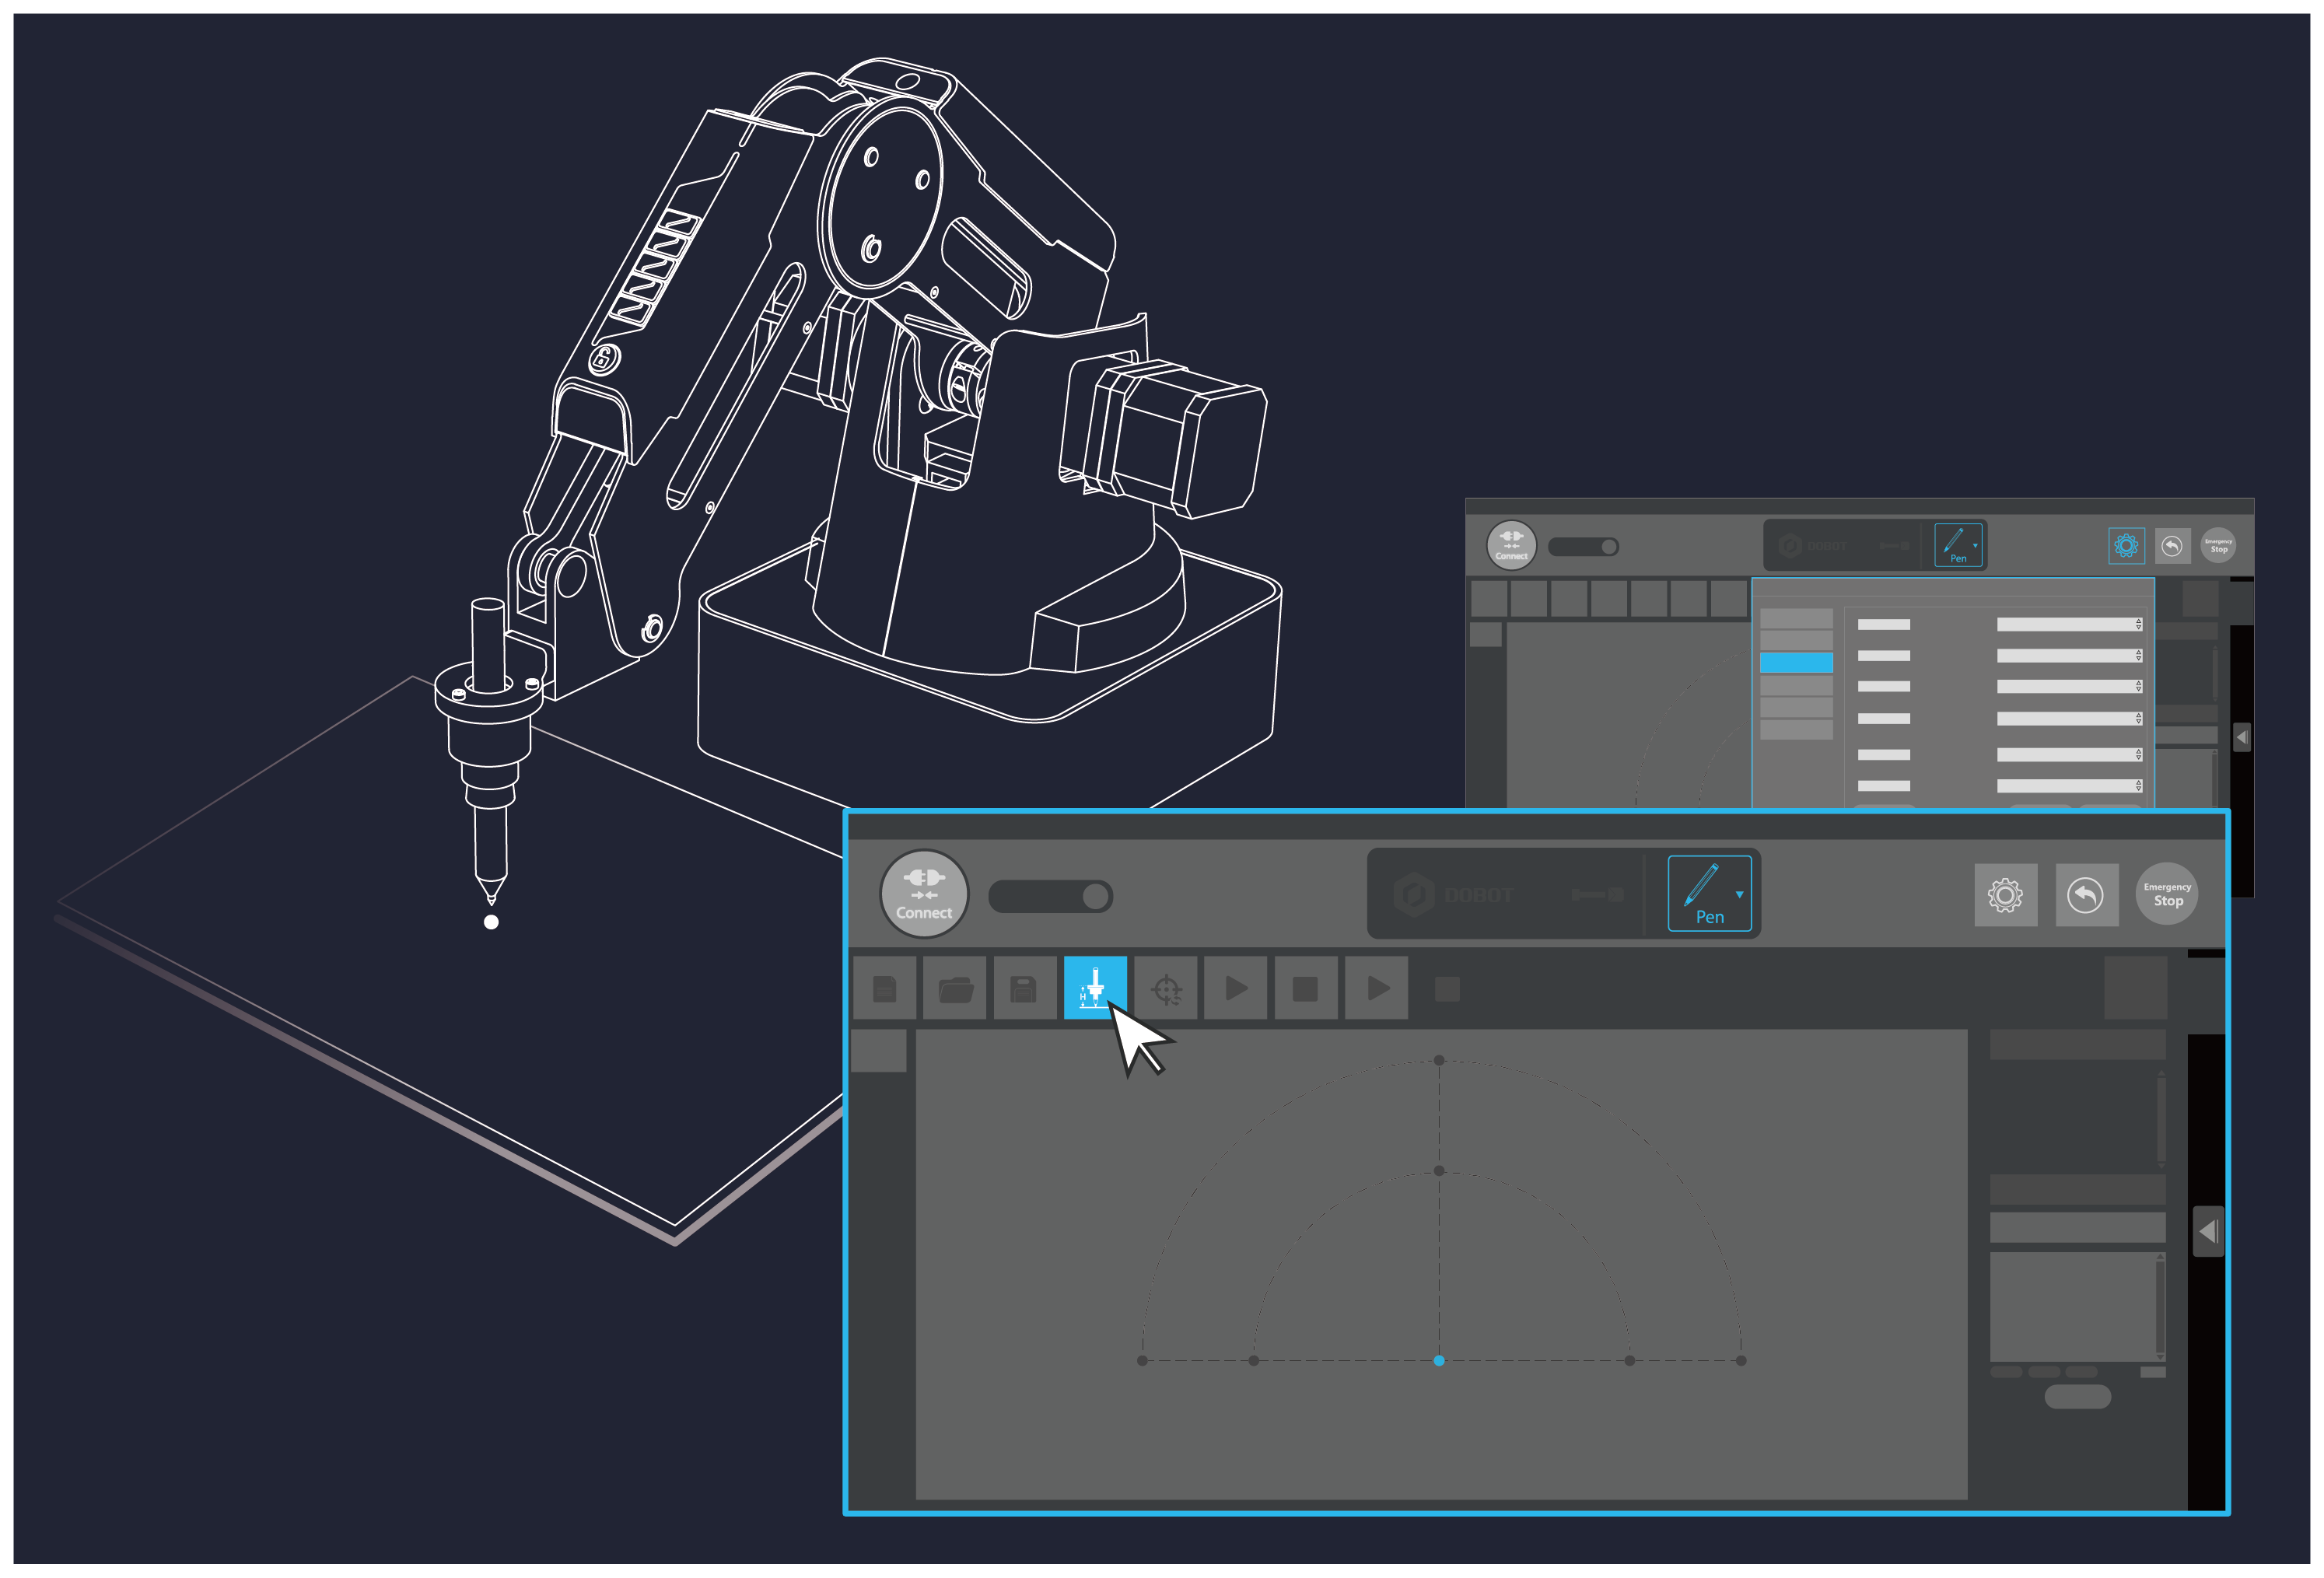 Connect
Pen
Emergency
Stop
Connect
DOBOT
Pen
Emergency
Stop
H